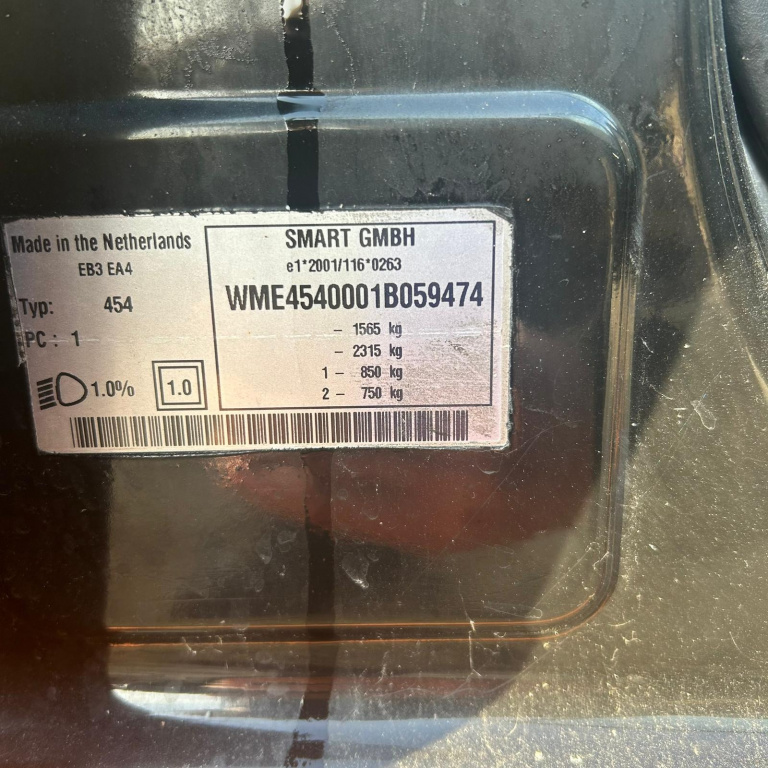 Made in the Netherlands
EB3 EA4
Typ: 454
PC: 1
1.0%
1.0
SMART GMBH
e1*2001/116*0263
WME4540001B059474
– 1565 kg
– 2315 kg
1 – 850 kg
2 – 750 kg